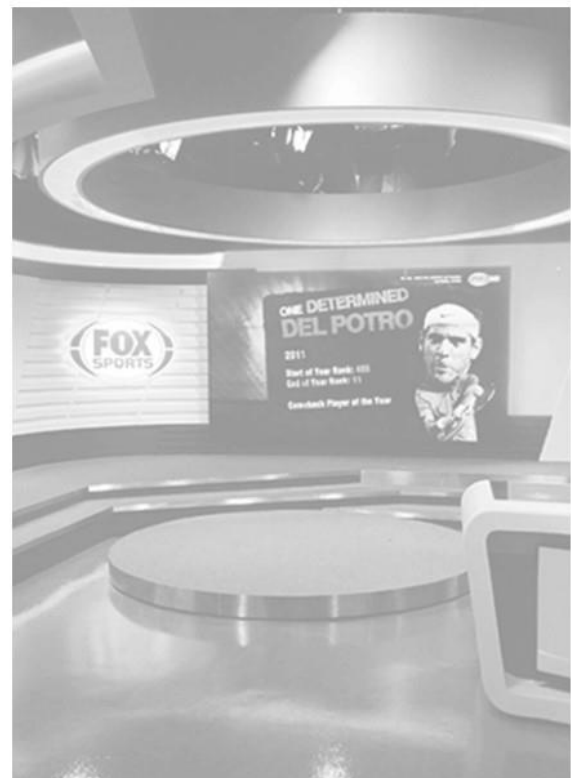 FOX
SPORTS
ONE DETERMINED
DEL POTRO
2011
Start of Year Rank: 485
End of Year Rank: 11
Comeback Player of the Year